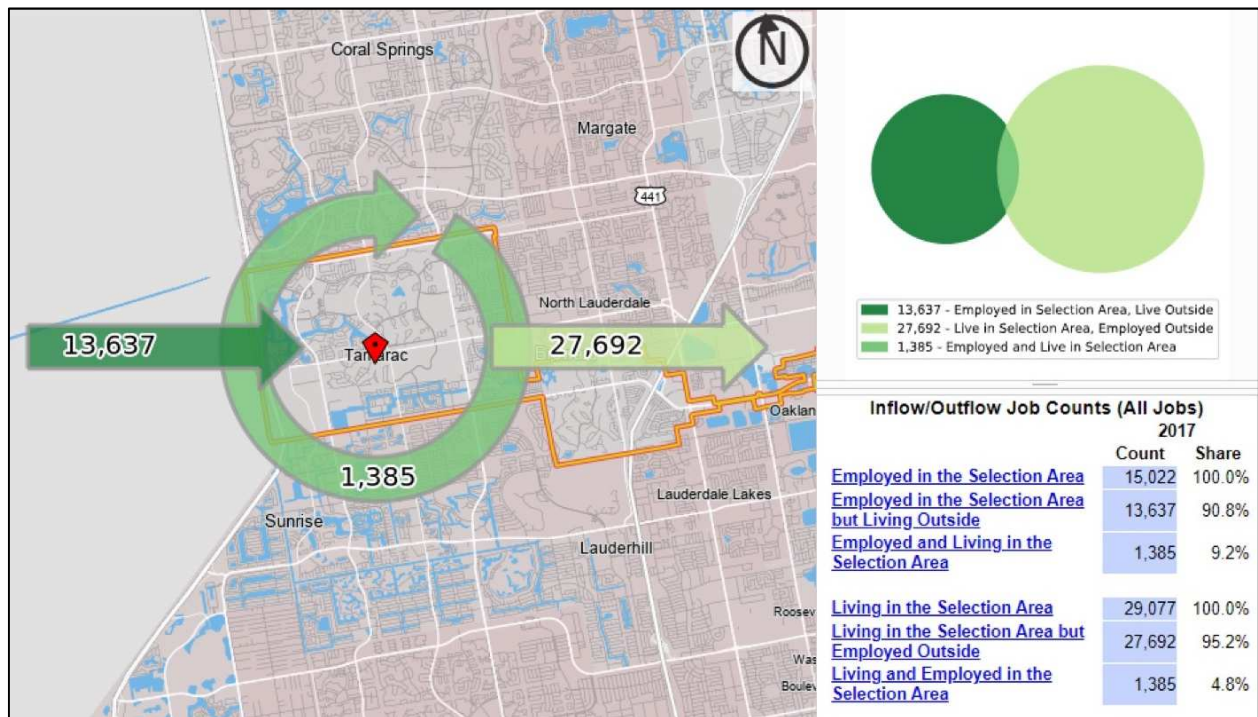 Coral Springs
N
Margate
441
North Lauderdale
13,637
27,692
Tamarac
Oaklan
1,385
Lauderdale Lakes
Sunrise
Lauderhill
Roosev
Was
Boulev
13,637 - Employed in Selection Area, Live Outside
27,692 - Live in Selection Area, Employed Outside
1,385 - Employed and Live in Selection Area
Inflow/Outflow Job Counts (All Jobs)
2017
Count Share
Employed in the Selection Area 15,022 100.0%
Employed in the Selection Area
but Living Outside 13,637 90.8%
Employed and Living in the
Selection Area 1,385 9.2%
Living in the Selection Area 29,077 100.0%
Living in the Selection Area but
Employed Outside 27,692 95.2%
Living and Employed in the
Selection Area 1,385 4.8%